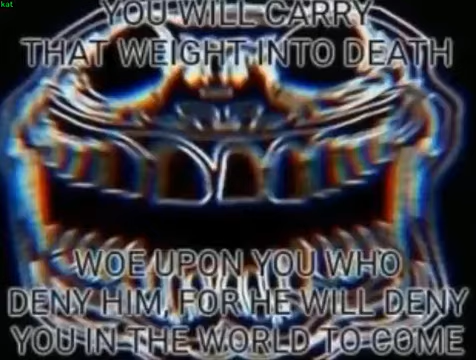 kat
YOU WILL CARRY
THAT WEIGHT INTO DEATH
WOE UPON YOU WHO
DENY HIM, FOR HE WILL DENY
YOU IN THE WORLD TO COME